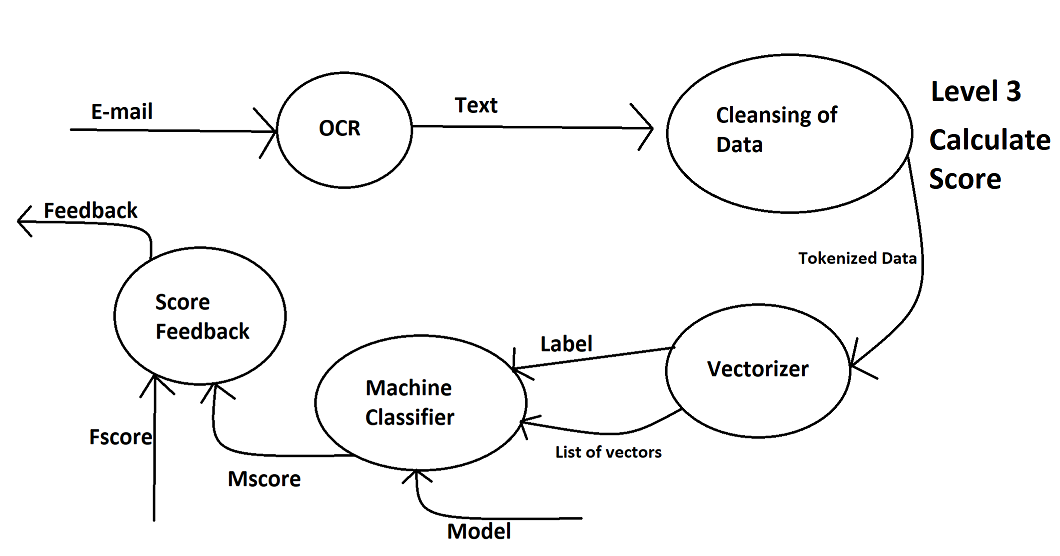 Level 3
Calculate
Score
E-mail
OCR
Text
Cleansing of
Data
Tokenized Data
Vectorizer
Label
List of vectors
Machine
Classifier
Model
Mscore
Fscore
Score
Feedback
Feedback